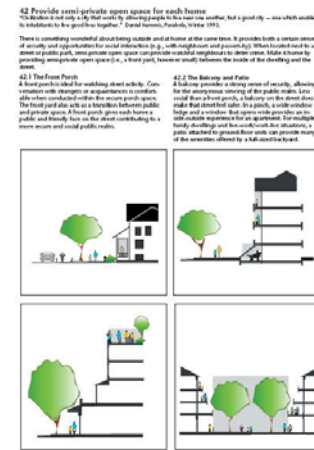 42 Provide semi-private open space for each home
"Civilization is not only a city that works by allowing people to live near one another, but a good city — one which enable
its inhabitants to live good lives together." Daniel Kemmis, Parabola, Winter 1993.
There is something wonderful about being outside and at home at the same time. It provides both a certain sense
of security and opportunities for social interaction (e.g., with neighbours and passers-by). When located next to a
street or public park, semi-private open space can provide watchful neighbours to deter crime. Make it home by
providing semi-private open space (i.e., a front yard, however small) between the inside of the dwelling and the
street.
42.1 The Front Porch
A front porch is ideal for watching street activity. Con-
versation with strangers or acquaintances is comfort-
able when conducted within the secure porch space.
The front yard also acts as a transition between public
and private space. A front porch gives each home a
public and friendly face on the street contributing to a
more secure and social public realm.
42.2 The Balcony and Patio
A balcony provides a strong sense of security, allowing
for the anonymous viewing of the public realm. Less
social than a front porch, a balcony on the street does
make that street feel safer. In a pinch, a wide window
ledge and a window that opens wide provides an in-
side-outside experience for an apartment. For multiple
family dwellings and live-work situations, a
patio attached to ground-floor units can provide many
of the amenities offered by a full-sized backyard.